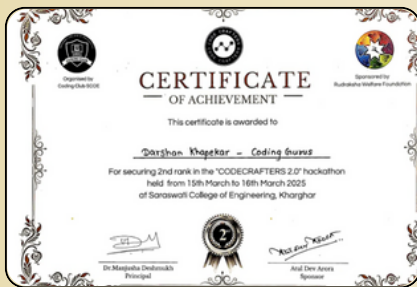 Organised by
Coding Club SCOE
Sponsored by
Rudraksha Welfare Foundation
CERTIFICATE
OF ACHIEVEMENT
This certificate is awarded to
Darshan Khapekar - Coding Gurus
For securing 2nd rank in the "CODECRAFTERS 2.0" hackathon
held from 15th March to 16th March 2025
at Saraswati College of Engineering, Kharghar
2
Dr.Manjusha Deshmukh
Principal
Atul Dev Arora
Sponsor